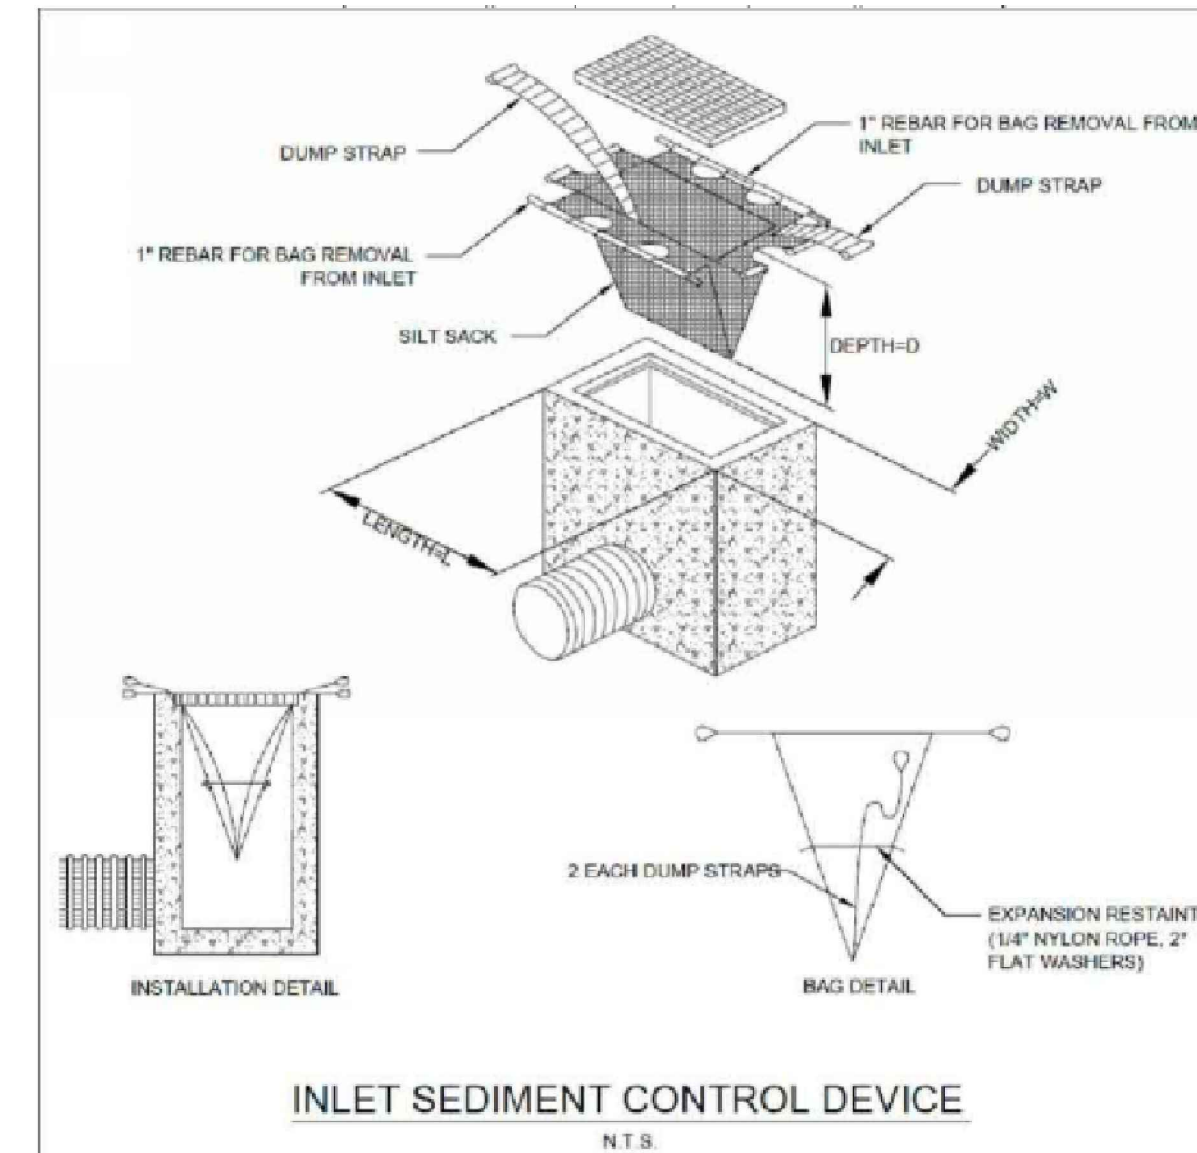 1" REBAR FOR BAG REMOVAL FROM
INLET
DUMP STRAP
DUMP STRAP
1" REBAR FOR BAG REMOVAL
FROM INLET
SILT SACK
DEPTH=D
WIDTH=W
LENGTH=L
2 EACH DUMP STRAPS
EXPANSION RESTAINT
(1/4" NYLON ROPE, 2"
FLAT WASHERS)
INSTALLATION DETAIL
BAG DETAIL
INLET SEDIMENT CONTROL DEVICE
N.T.S.